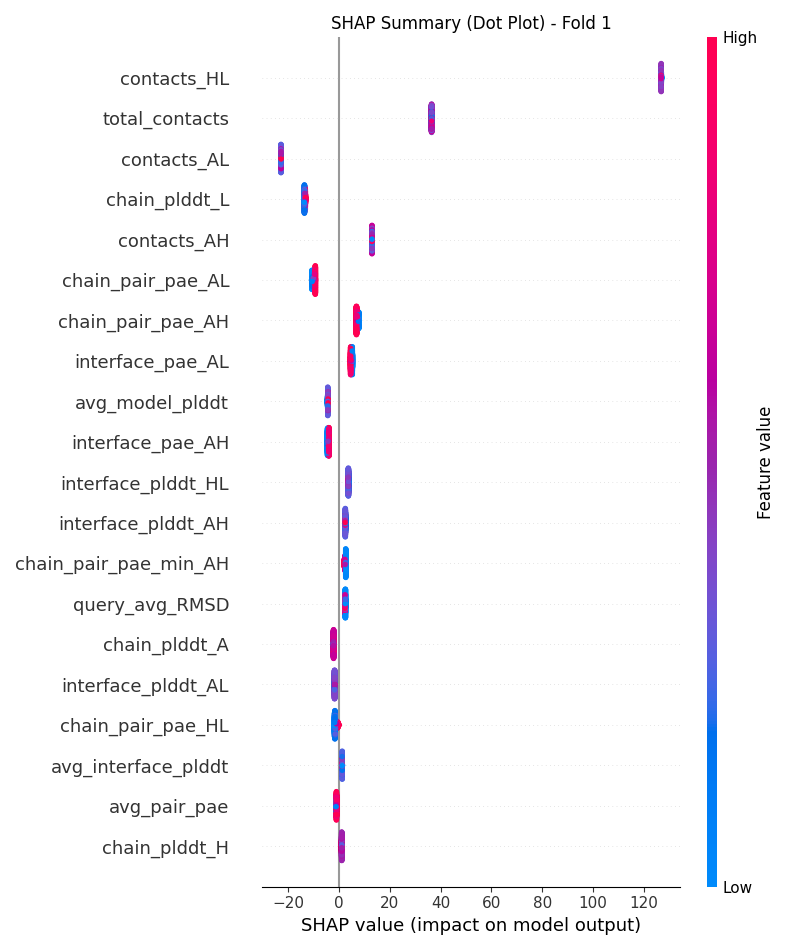 SHAP Summary (Dot Plot) - Fold 1
High
contacts_HL
total_contacts
contacts_AL
chain_plddt_L
contacts_AH
chain_pair_pae_AL
chain_pair_pae_AH
interface_pae_AL
avg_model_plddt
interface_pae_AH
interface_plddt_HL
interface_plddt_AH
chain_pair_pae_min_AH
query_avg_RMSD
chain_plddt_A
interface_plddt_AL
chain_pair_pae_HL
avg_interface_plddt
avg_pair_pae
chain_plddt_H
Feature value
Low
−20 0 20 40 60 80 100 120
SHAP value (impact on model output)